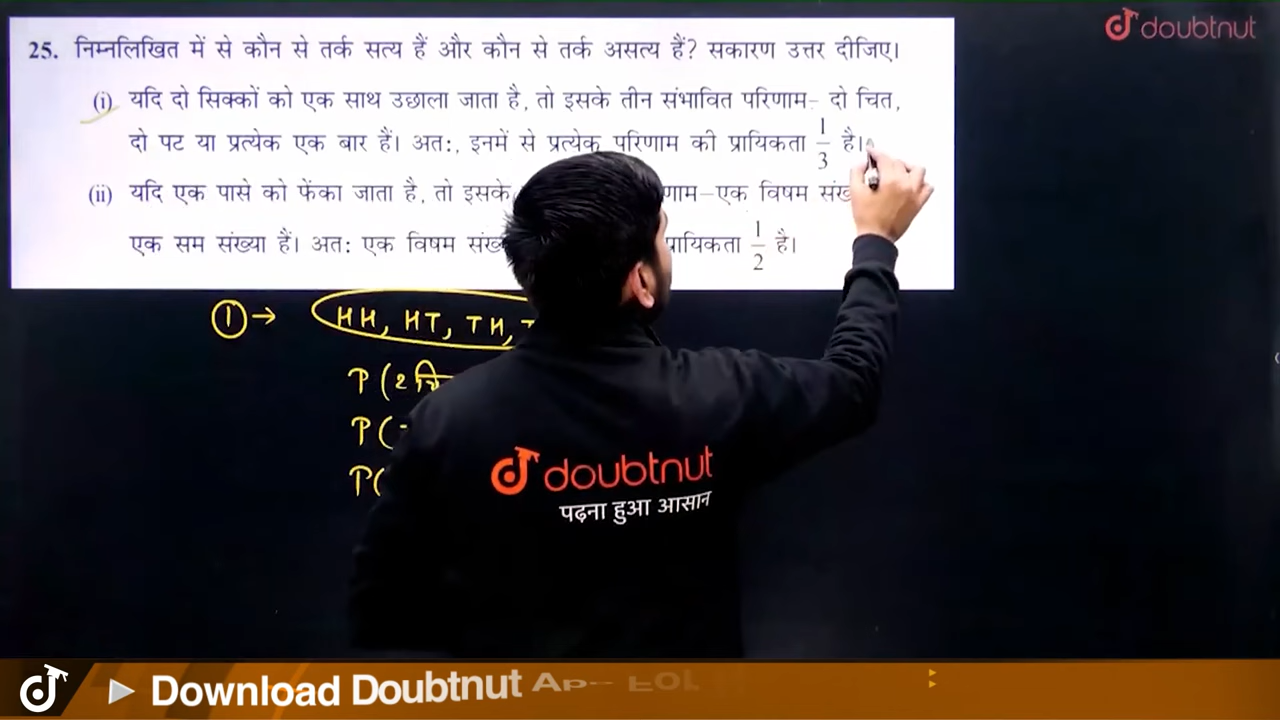 doubtnut
25. निम्नलिखित में से कौन से तर्क सत्य हैं और कौन से तर्क असत्य हैं? सकारण उत्तर दीजिए।
(i) यदि दो सिक्कों को एक साथ उछाला जाता है, तो इसके तीन संभावित परिणाम– दो चित,
दो पट या प्रत्येक एक बार हैं। अतः, इनमें से प्रत्येक परिणाम की प्रायिकता 1/3 है।
(ii) यदि एक पासे को फेंका जाता है, तो इसके –एक विषम
एक सम संख्या हैं। अतः एक विषम 1/2 है।
① → HH, HT, TH,
P(2
P(-
P(
doubtnut
पढ़ना हुआ आसान
Download Doubtnut